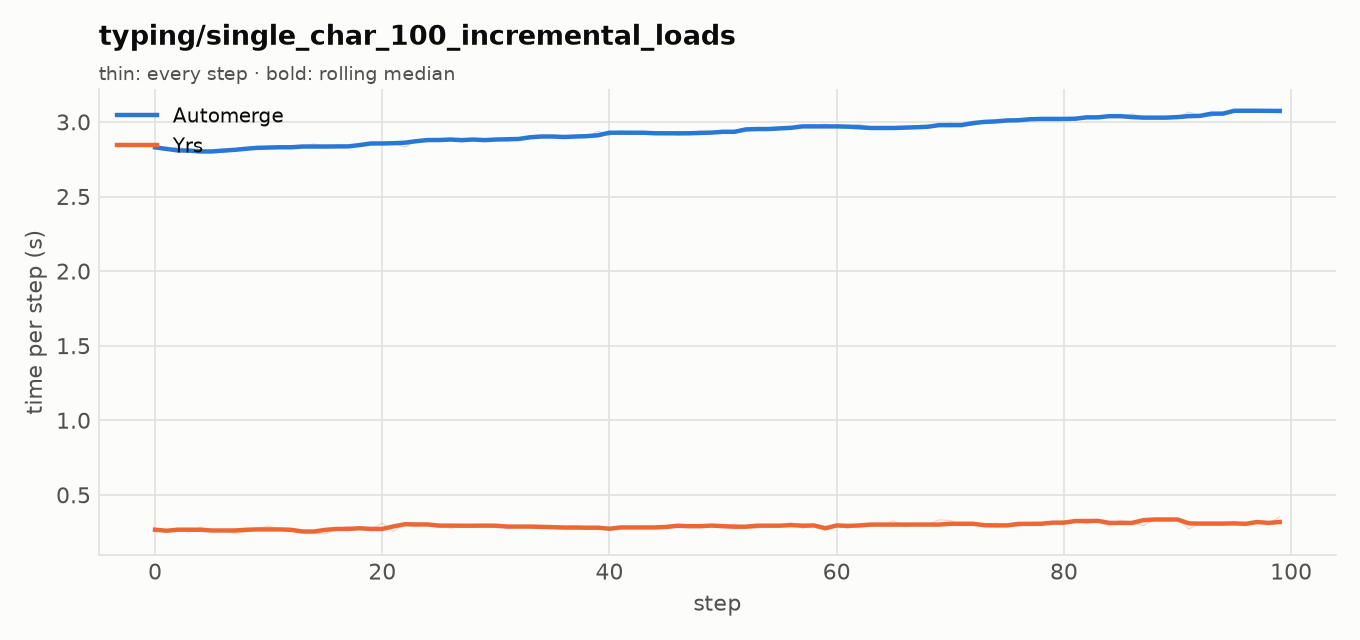 typing/single_char_100_incremental_loads
thin: every step · bold: rolling median
Automerge
Yrs
time per step (s)
3.0
2.5
2.0
1.5
1.0
0.5
0 20 40 60 80 100
step